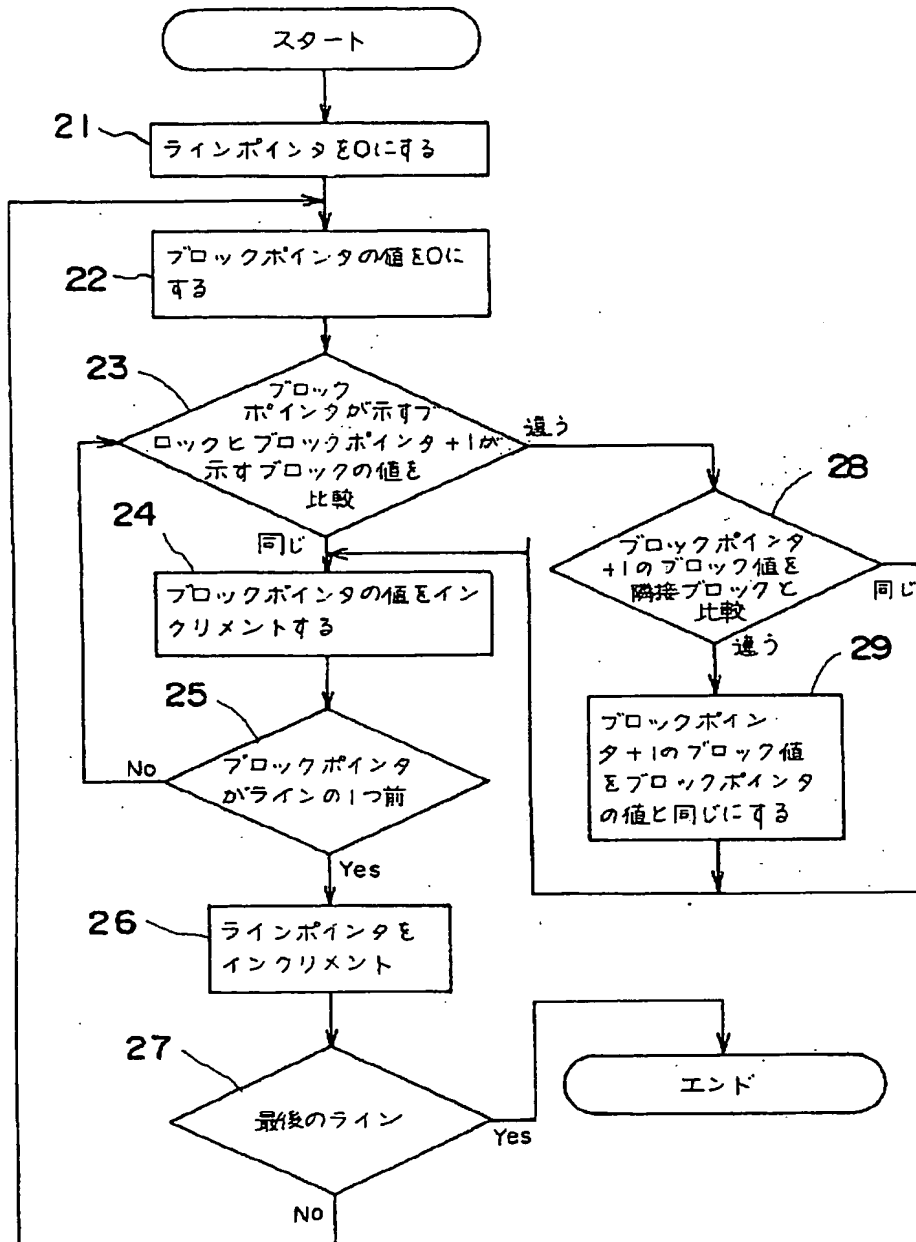 スタート
21
ラインポインタを0にする
22
ブロックポインタの値を0に
する
23
ブロック
ポインタが示すブ
ロックとブロックポインタ+1が
示すブロックの値を
比較
違う
同じ
24
ブロックポインタの値をイン
クリメントする
25
ブロックポインタ
がラインの1つ前
No
Yes
26
ラインポインタを
インクリメント
27
最後のライン
Yes
No
28
ブロックポインタ
+1のブロック値を
隣接ブロックと
比較
同じ
違う
29
ブロックポイン
タ+1のブロック値
をブロックポインタ
の値と同じにする
エンド